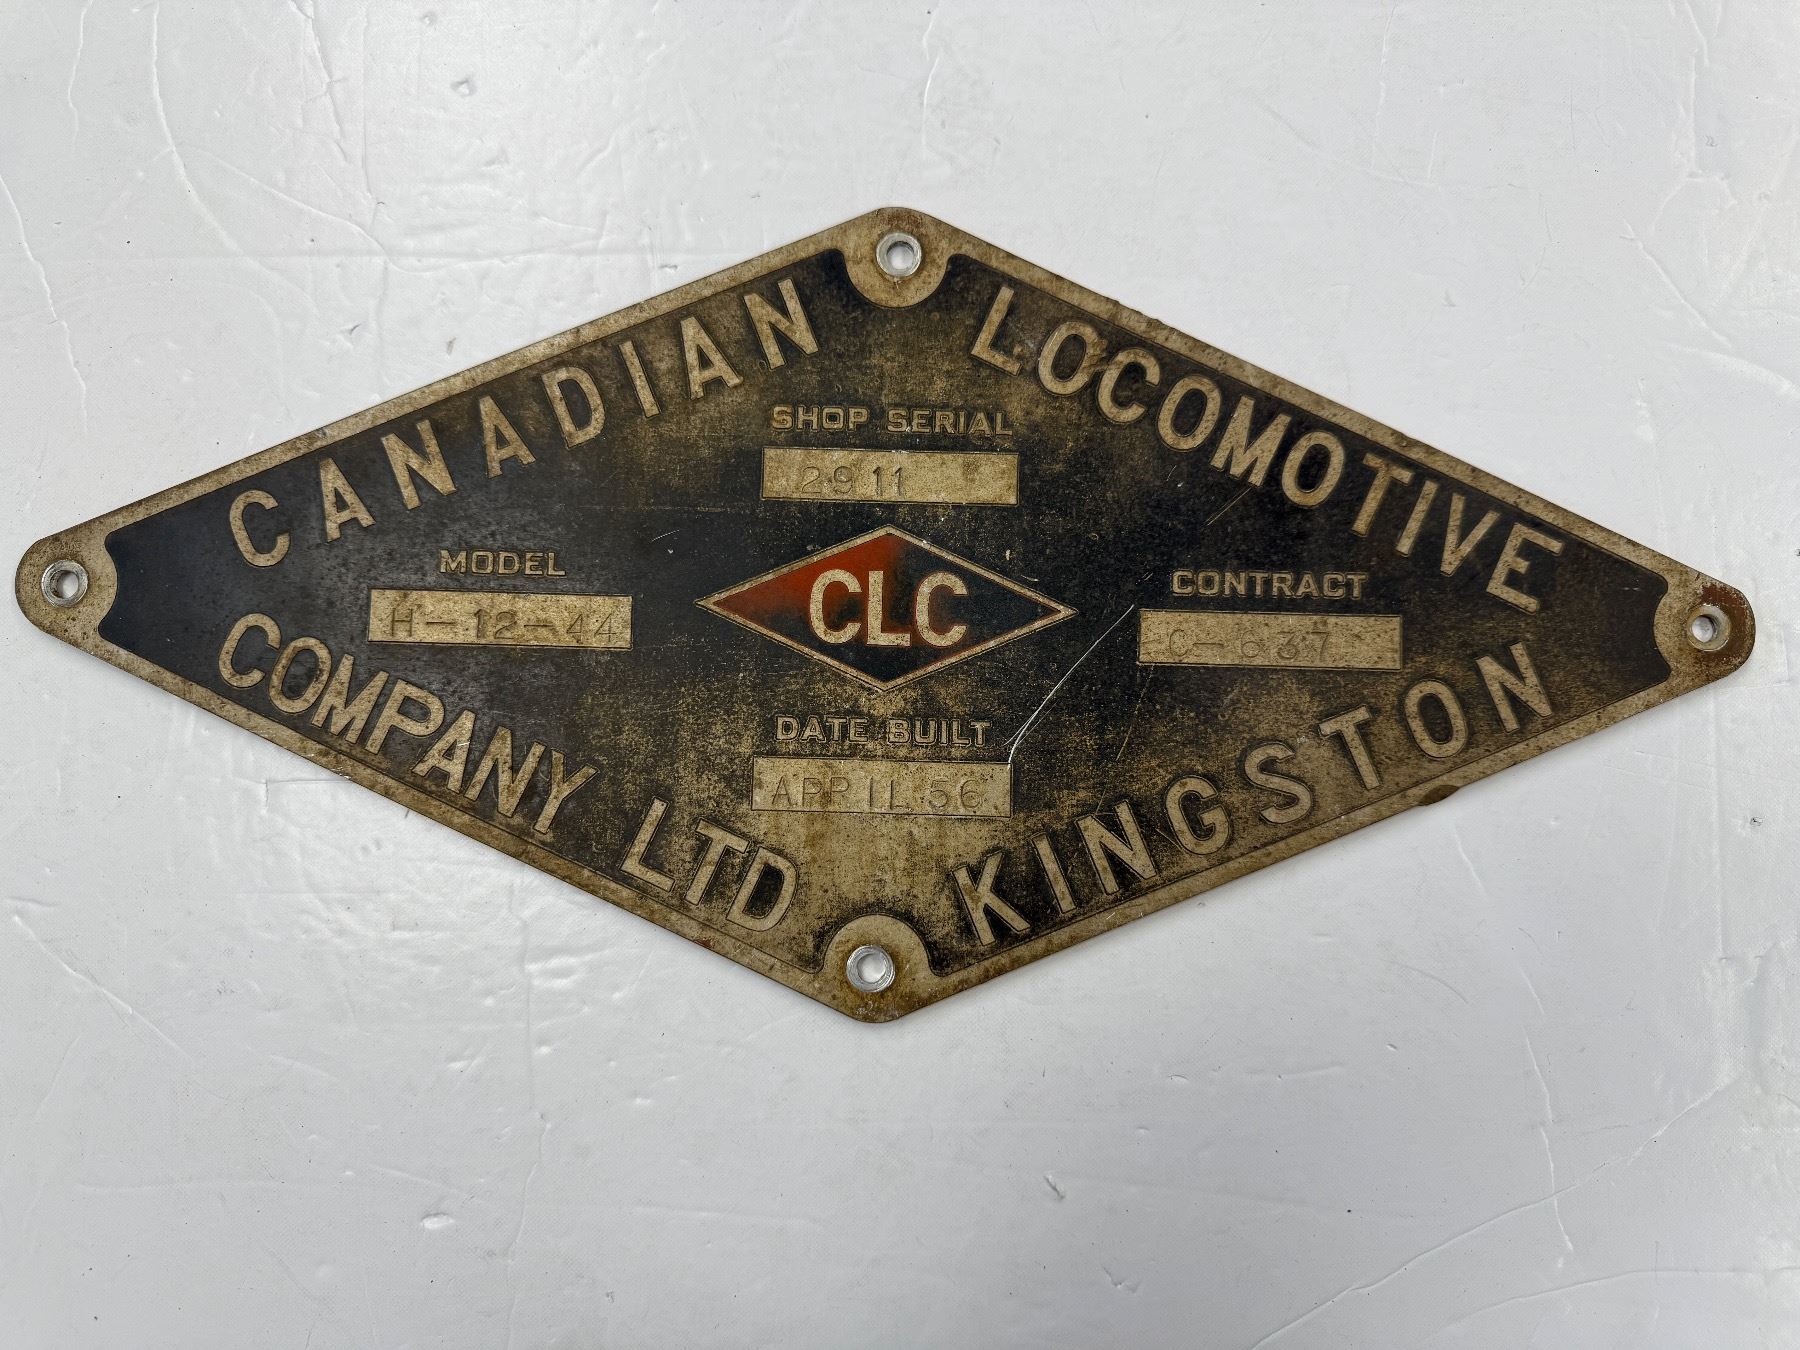 CANADIAN LOCOMOTIVE
SHOP SERIAL
2911
MODEL
H-12-44
CLC
CONTRACT
C-637
DATE BUILT
APRIL 56
COMPANY LTD KINGSTON